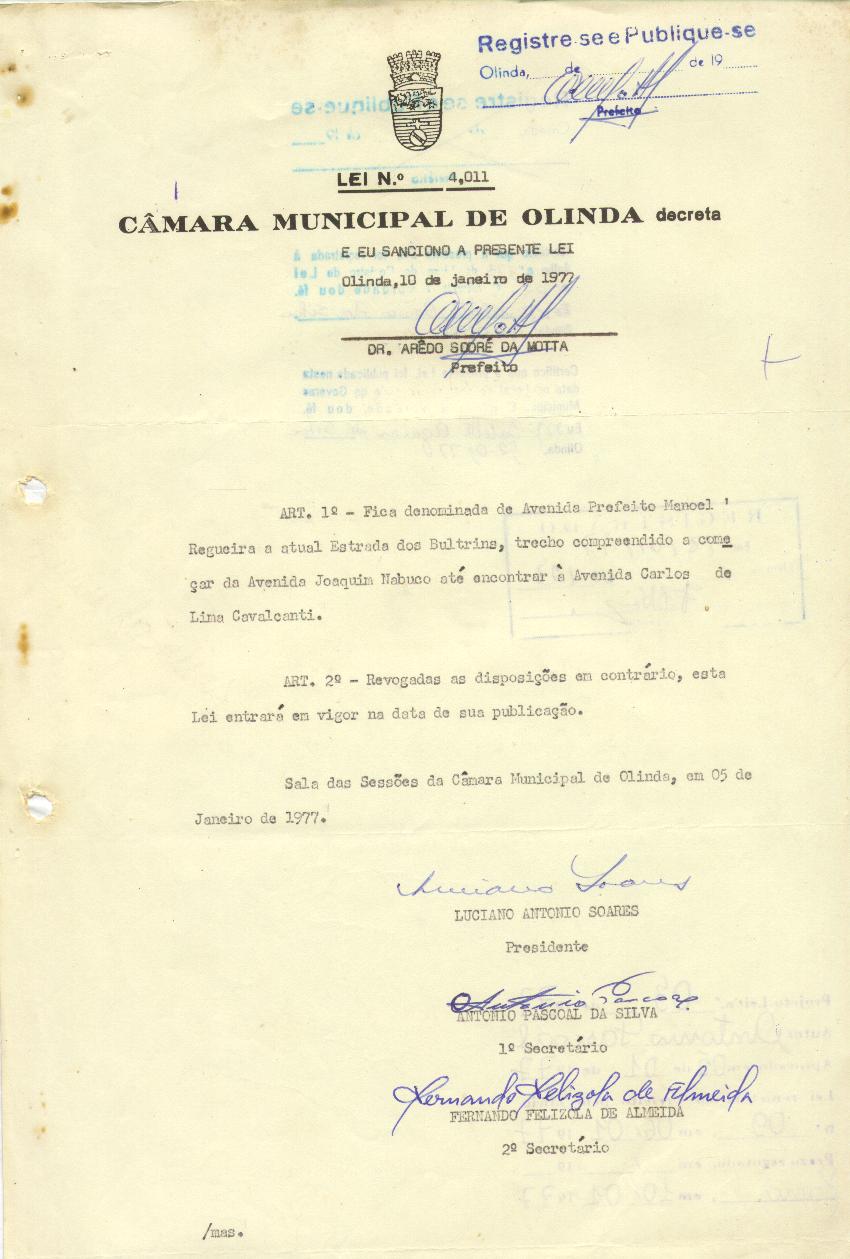 Registre-se e Publique-se
Olinda, de de 19
Prefeito
LEI N.º 4,011
CÂMARA MUNICIPAL DE OLINDA decreta
E EU SANCIONO A PRESENTE LEI
Olinda,10 de janeiro de 1977
DR. ARÊDO SODRÉ DA MOTTA
Prefeito
ART. 1º - Fica denominada de Avenida Prefeito Manoel '
Regueira a atual Estrada dos Bultrins, trecho compreendido a come
çar da Avenida Joaquim Nabuco até encontrar à Avenida Carlos de
Lima Cavalcanti.
ART. 2º - Revogadas as disposições em contrário, esta
Lei entrará em vigor na data de sua publicação.
Sala das Sessões da Câmara Municipal de Olinda, em 05 de
Janeiro de 1977.
Luciano Soares
LUCIANO ANTONIO SOARES
Presidente
Antonio Pascoal
ANTONIO PASCOAL DA SILVA
1º Secretário
Fernando Felizola de Almeida
FERNANDO FELIZOLA DE ALMEIDA
2º Secretário
/mas.